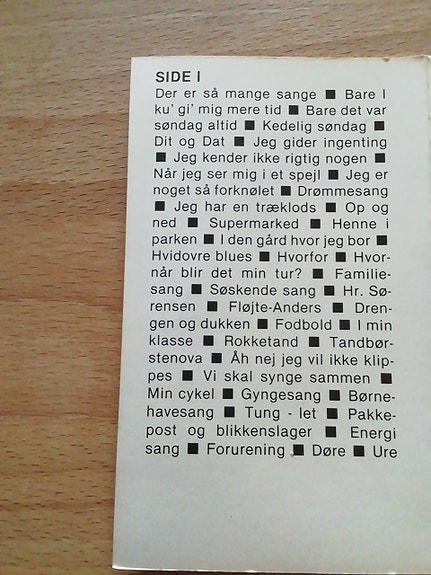 SIDE I
Der er så mange sange ■ Bare I
ku' gi' mig mere tid ■ Bare det var
søndag altid ■ Kedelig søndag ■
Dit og Dat ■ Jeg gider ingenting
■ Jeg kender ikke rigtig nogen ■
Når jeg ser mig i et spejl ■ Jeg er
noget så forknølet ■ Drømmesang
■ Jeg har en træklods ■ Op og
ned ■ Supermarked ■ Henne i
parken ■ I den gård hvor jeg bor ■
Hvidovre blues ■ Hvorfor ■ Hvor-
når blir det min tur? ■ Familie-
sang ■ Søskende sang ■ Hr. Sø-
rensen ■ Fløjte-Anders ■ Dren-
gen og dukken ■ Fodbold ■ I min
klasse ■ Rokketand ■ Tandbør-
stenova ■ Åh nej jeg vil ikke klip-
pes ■ Vi skal synge sammen ■
Min cykel ■ Gyngesang ■ Børne-
havesang ■ Tung - let ■ Pakke-
post og blikkenslager ■ Energi
sang ■ Forurening ■ Døre ■ Ure